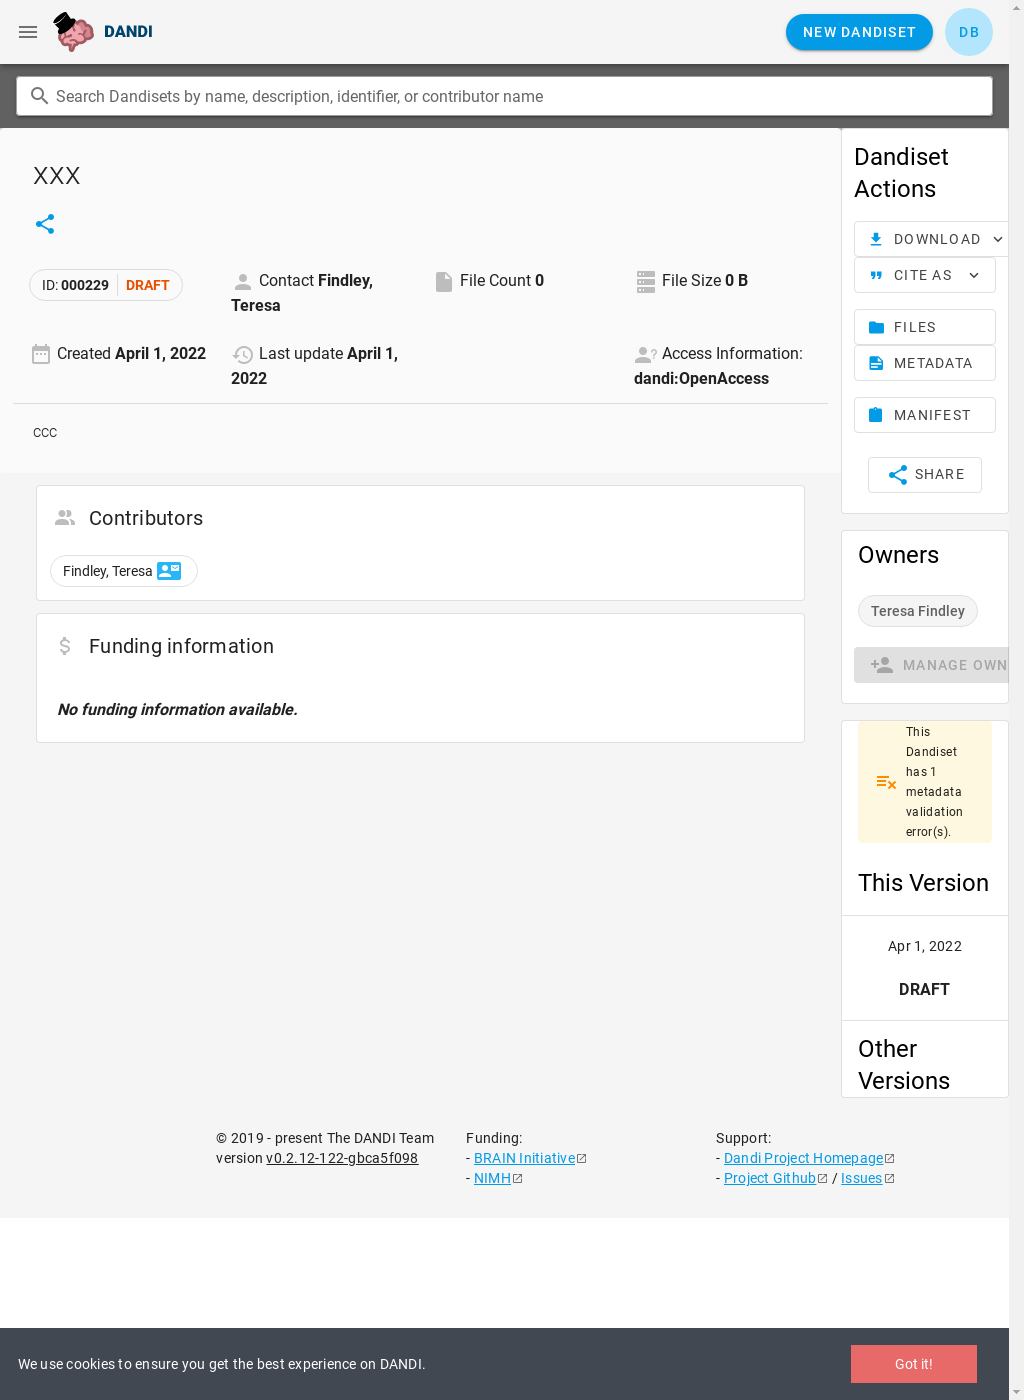 DANDI
NEW DANDISET
DB
Search Dandisets by name, description, identifier, or contributor name
XXX
ID: 000229 DRAFT
Contact Findley,
Teresa
File Count 0
File Size 0 B
Created April 1, 2022
Last update April 1,
2022
Access Information:
dandi:OpenAccess
ccc
Contributors
Findley, Teresa
Funding information
No funding information available.
Dandiset
Actions
DOWNLOAD
CITE AS
FILES
METADATA
MANIFEST
SHARE
Owners
Teresa Findley
MANAGE OWN
This
Dandiset
has 1
metadata
validation
error(s).
This Version
Apr 1, 2022
DRAFT
Other
Versions
© 2019 - present The DANDI Team
version v0.2.12-122-gbca5f098
Funding:
- BRAIN Initiative
- NIMH
Support:
- Dandi Project Homepage
- Project Github / Issues
We use cookies to ensure you get the best experience on DANDI.
Got it!